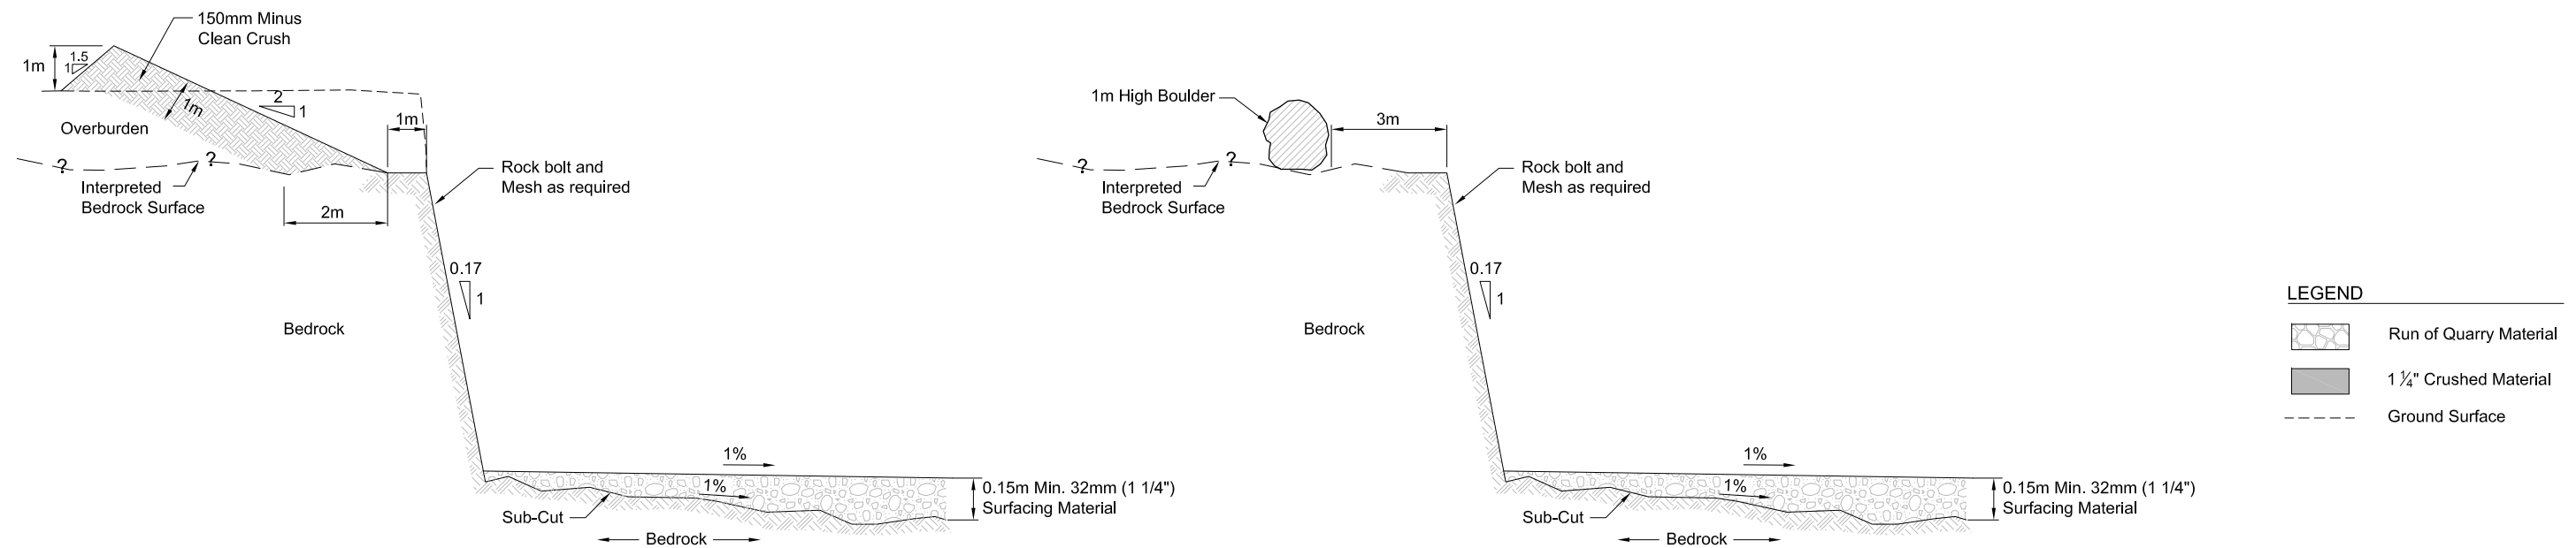 150mm Minus
Clean Crush
1m
1.5
1
1m
2
1
1m
Overburden
?
?
Interpreted
Bedrock Surface
2m
Rock bolt and
Mesh as required
0.17
1
Bedrock
1%
1%
0.15m Min. 32mm (1 1/4")
Surfacing Material
Sub-Cut
Bedrock
1m High Boulder
3m
?
?
Interpreted
Bedrock Surface
Rock bolt and
Mesh as required
0.17
1
Bedrock
1%
1%
0.15m Min. 32mm (1 1/4")
Surfacing Material
Sub-Cut
Bedrock
LEGEND
Run of Quarry Material
1 1/4" Crushed Material
Ground Surface